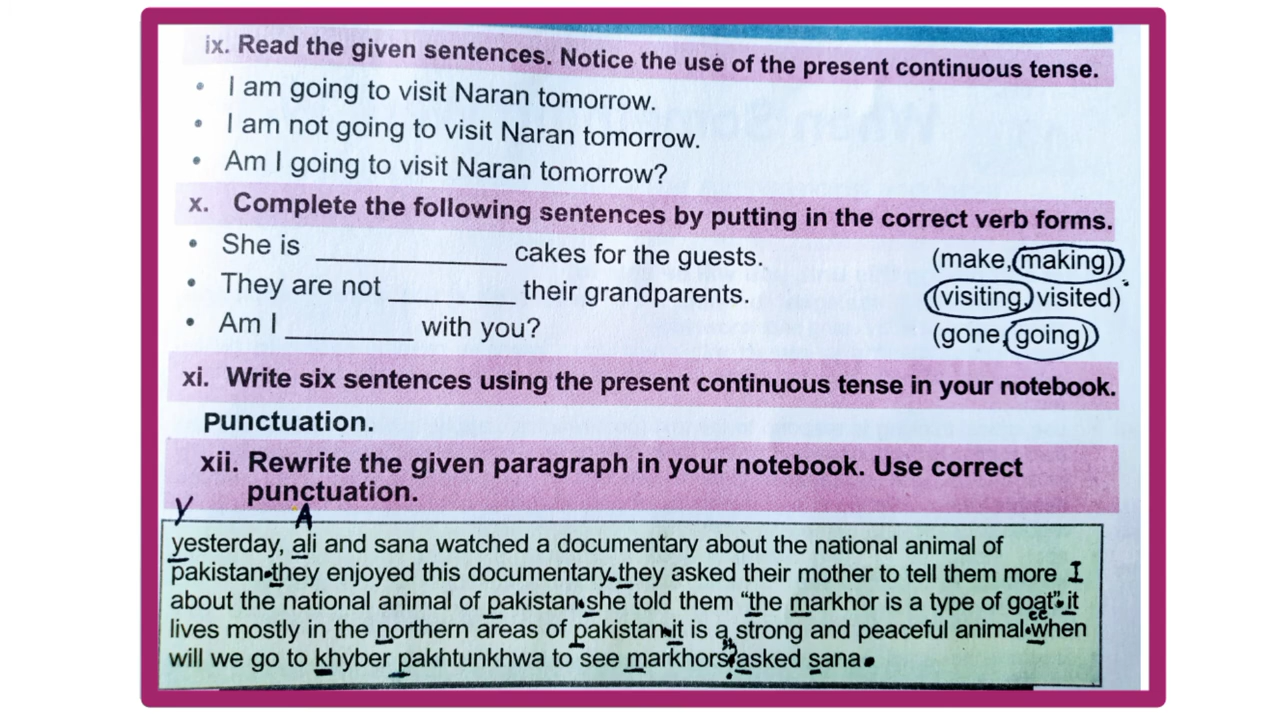 ix. Read the given sentences. Notice the use of the present continuous tense.
• I am going to visit Naran tomorrow.
• I am not going to visit Naran tomorrow.
• Am I going to visit Naran tomorrow?
x. Complete the following sentences by putting in the correct verb forms.
• She is ____________ cakes for the guests. (make, making)
• They are not ________ their grandparents. (visiting, visited)
• Am I ________ with you? (gone, going)
xi. Write six sentences using the present continuous tense in your notebook.
Punctuation.
xii. Rewrite the given paragraph in your notebook. Use correct
punctuation.
y A
yesterday, ali and sana watched a documentary about the national animal of
pakistan.they enjoyed this documentary.they asked their mother to tell them more I
about the national animal of pakistan.she told them “the markhor is a type of goat”.it
lives mostly in the northern areas of pakistan.it is a strong and peaceful animal.when
will we go to khyber pakhtunkhwa to see markhors?asked sana.